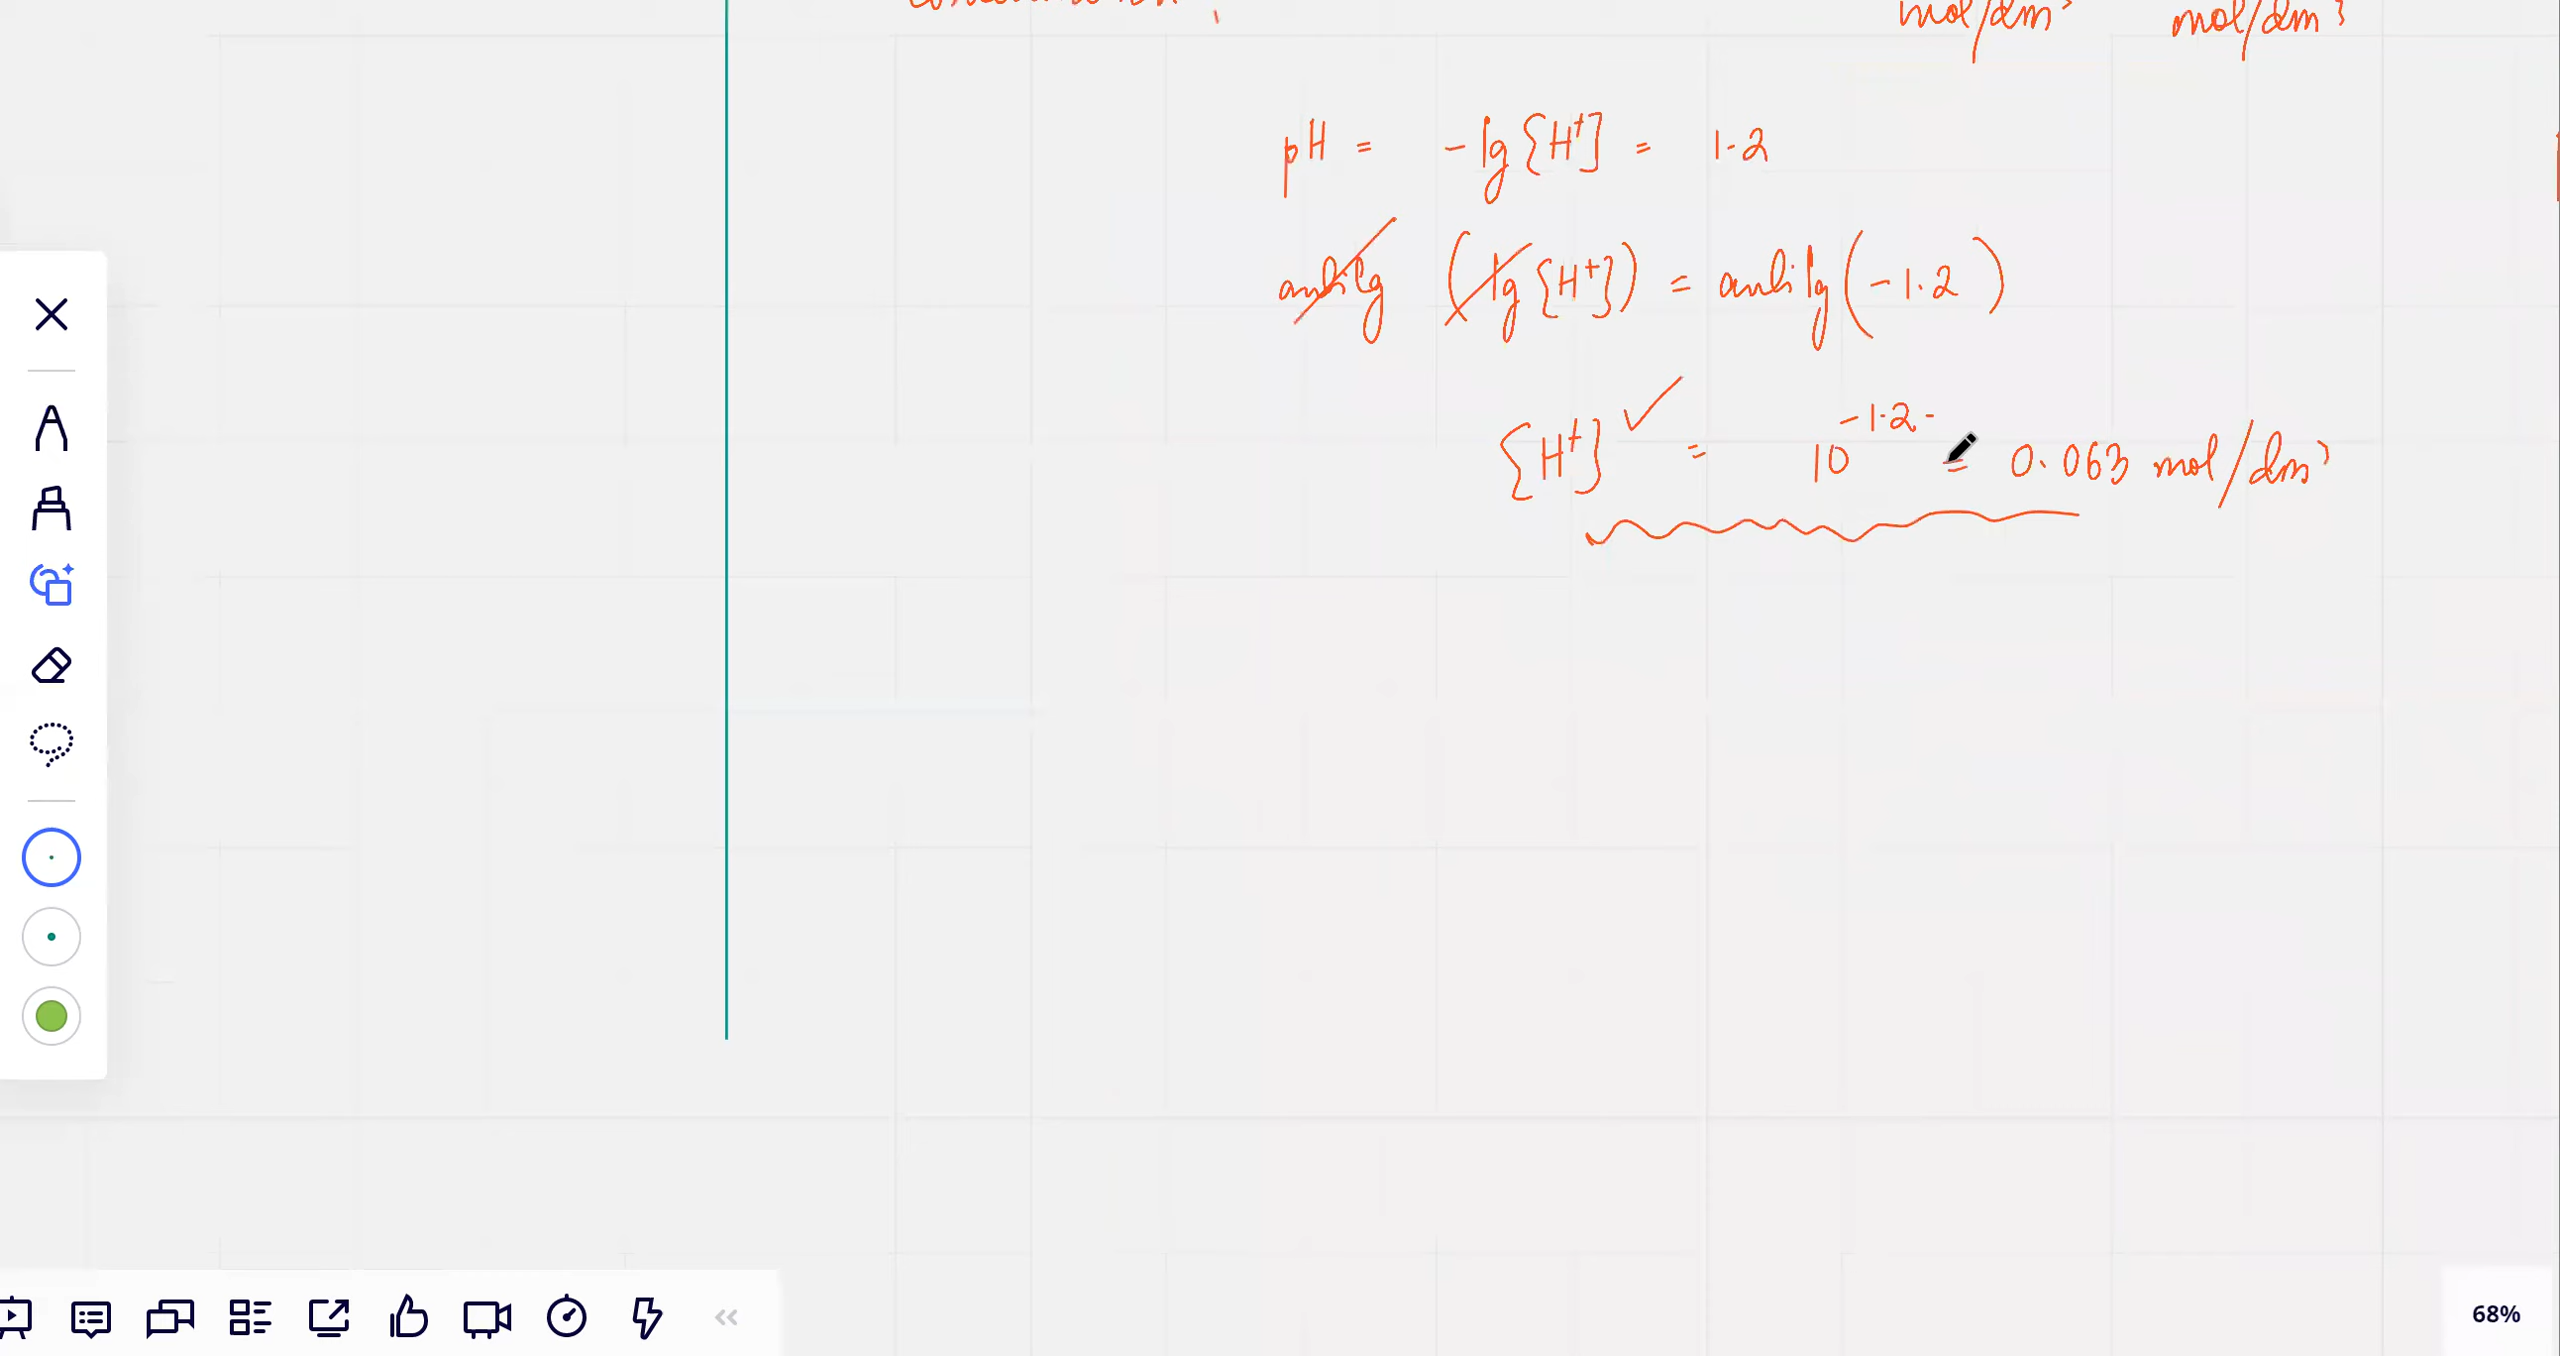 mol/dm³ mol/dm³
pH = -lg {H⁺] = 1.2
antilg (lg {H⁺}) = antilg (-1.2)
{H⁺} ✓ = 10^-1.2 = 0.063 mol/dm³
68%